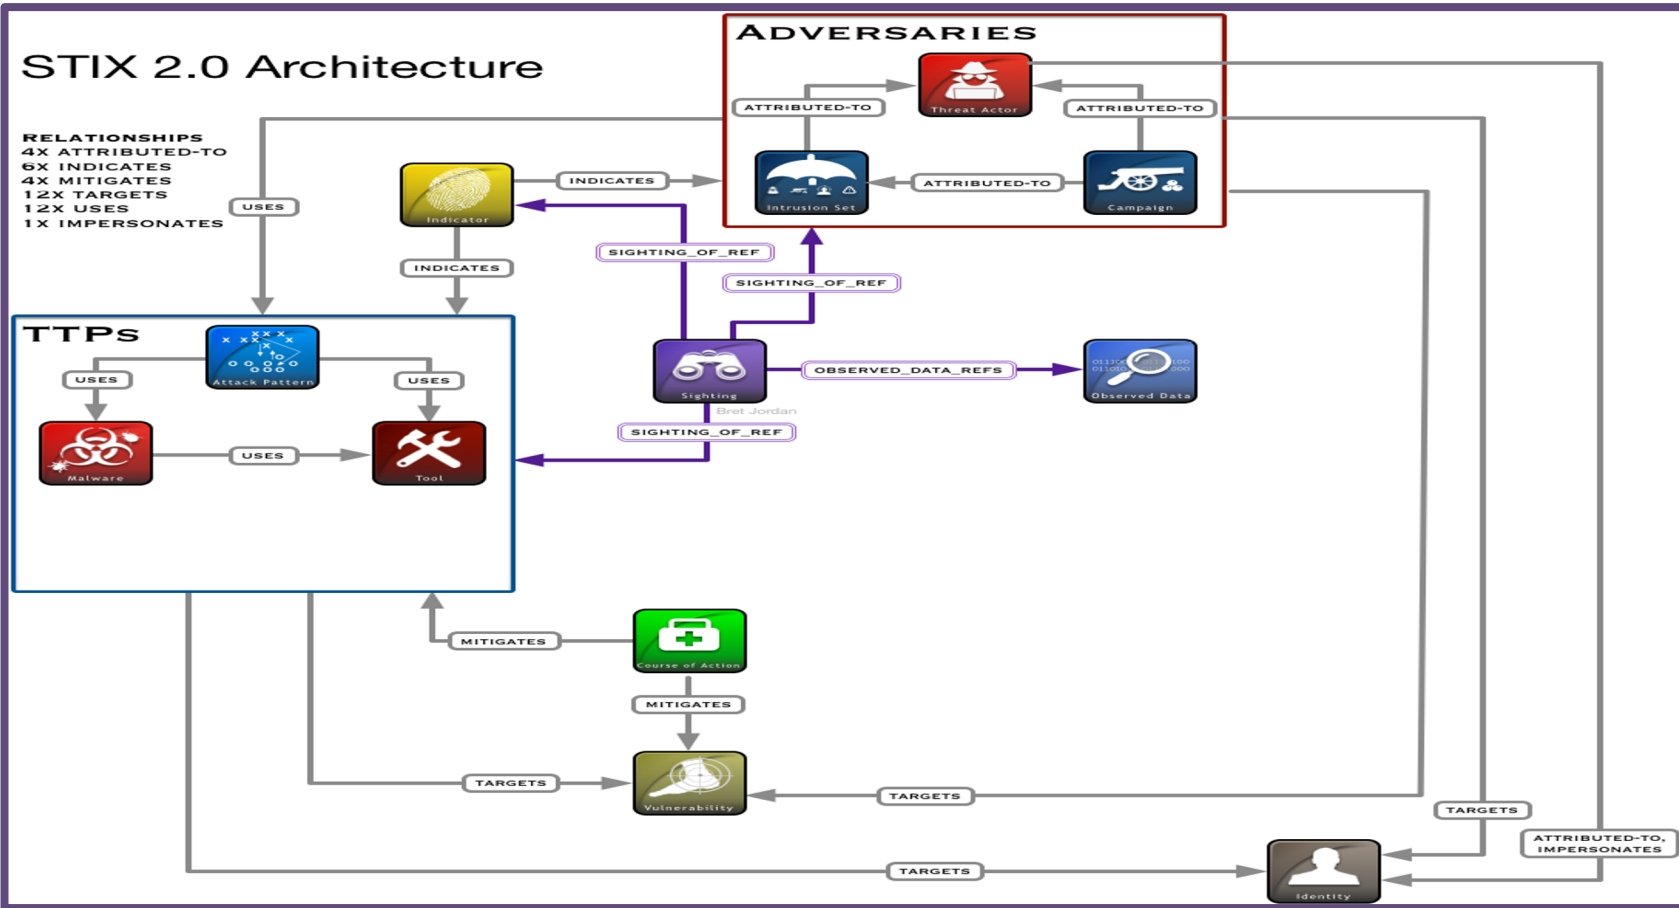 STIX 2.0 Architecture
RELATIONSHIPS
4X ATTRIBUTED-TO
6X INDICATES
4X MITIGATES
12X TARGETS
12X USES
1X IMPERSONATES
ADVERSARIES
Threat Actor
ATTRIBUTED-TO
ATTRIBUTED-TO
Intrusion Set
ATTRIBUTED-TO
Campaign
Indicator
INDICATES
USES
INDICATES
SIGHTING_OF_REF
SIGHTING_OF_REF
TTPs
Attack Pattern
USES
USES
Malware
USES
Tool
Sighting
Bret Jordan
OBSERVED_DATA_REFS
Observed Data
SIGHTING_OF_REF
MITIGATES
Course of Action
MITIGATES
TARGETS
Vulnerability
TARGETS
TARGETS
ATTRIBUTED-TO,
IMPERSONATES
TARGETS
Identity